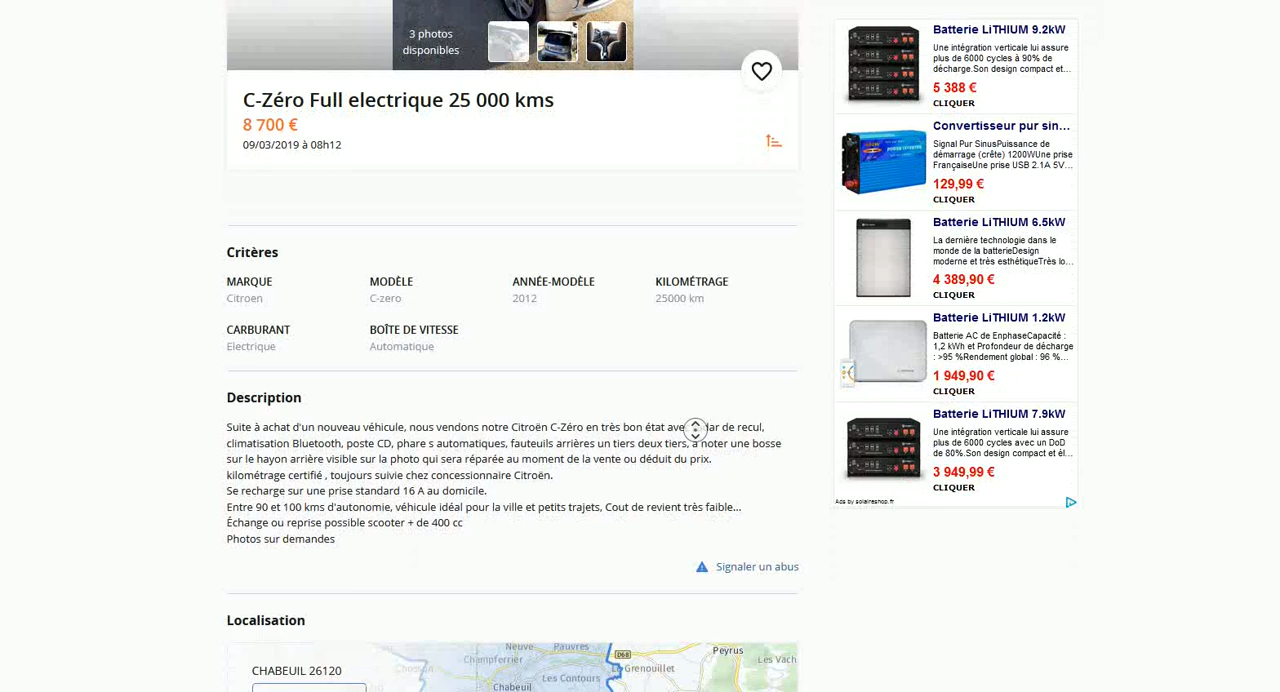 3 photos
disponibles
C-Zéro Full electrique 25 000 kms
8 700 €
09/03/2019 à 08h12
Critères
MARQUE MODÈLE ANNÉE-MODÈLE KILOMÉTRAGE
Citroen C-zero 2012 25000 km
CARBURANT BOÎTE DE VITESSE
Electrique Automatique
Description
Suite à achat d'un nouveau véhicule, nous vendons notre Citroën C-Zéro en très bon état de recul,
climatisation Bluetooth, poste CD, phare s automatiques, fauteuils arrières un tiers deux tiers, a noter une bosse
sur le hayon arrière visible sur la photo qui sera réparée au moment de la vente ou déduit du prix.
kilométrage certifié , toujours suivie chez concessionnaire Citroën.
Se recharge sur une prise standard 16 A au domicile.
Entre 90 et 100 kms d'autonomie, véhicule idéal pour la ville et petits trajets, Cout de revient très faible...
Échange ou reprise possible scooter + de 400 cc
Photos sur demandes
Signaler un abus
Localisation
CHABEUIL 26120
Neuve
Pauvres
Champferrier
D68
Peyrus
Grenouillet
Les Vach
Les Contours
Chabeuil
Batterie LiTHIUM 9.2kW
Une intégration verticale lui assure
plus de 6000 cycles à 90% de
décharge.Son design compact et...
5 388 €
CLIQUER
Convertisseur pur sin...
Signal Pur SinusPuissance de
démarrage (crête) 1200WUne prise
FrançaiseUne prise USB 2.1A 5V...
129,99 €
CLIQUER
Batterie LiTHIUM 6.5kW
La dernière technologie dans le
monde de la batterieDesign
moderne et très esthétiqueTrès lo...
4 389,90 €
CLIQUER
Batterie LiTHIUM 1.2kW
Batterie AC de EnphaseCapacité :
1,2 kWh et Profondeur de décharge
: >95 %Rendement global : 96 %...
1 949,90 €
CLIQUER
Batterie LiTHIUM 7.9kW
Une intégration verticale lui assure
plus de 6000 cycles avec un DoD
de 80%.Son design compact et él...
3 949,99 €
CLIQUER
Ads by solaireshop.fr